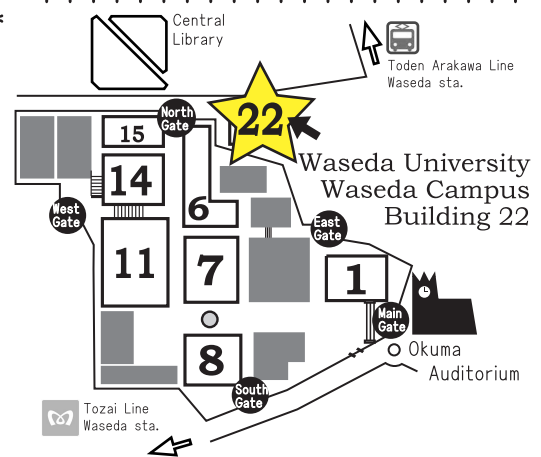 Central
Library
Toden Arakawa Line
Waseda sta.
North
Gate
22
15
Waseda University
Waseda Campus
Building 22
14
6
West
Gate
East
Gate
11
7
1
Main
Gate
8
Okuma
Auditorium
South
Gate
Tozai Line
Waseda sta.